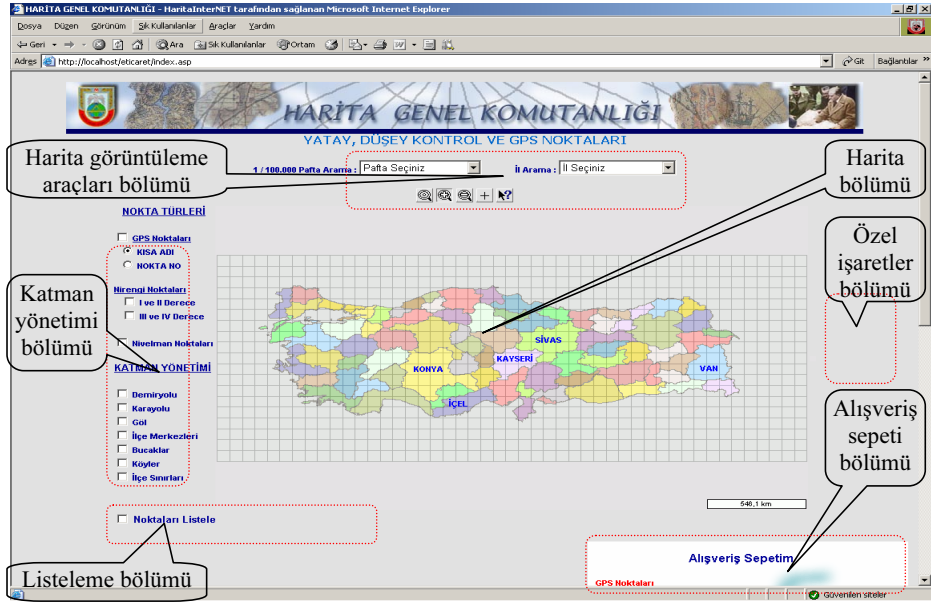 HARİTA GENEL KOMUTANLIĞI - HaritaInterNET tarafından sağlanan Microsoft Internet Explorer
Dosya Düzen Görünüm Sık Kullanılanlar Araçlar Yardım
Geri Ara Sık Kullanılanlar Ortam
Adres http://localhost/eticaret/index.asp Git Bağlantılar »
HARİTA GENEL KOMUTANLIĞI
YATAY, DÜŞEY KONTROL VE GPS NOKTALARI
Harita görüntüleme
araçları bölümü
1 / 100.000 Pafta Arama : Pafta Seçiniz İl Arama : İl Seçiniz
Harita
bölümü
NOKTA TÜRLERİ
GPS Noktaları
KISA ADI
NOKTA NO
Nirengi Noktaları
I ve II Derece
III ve IV Derece
Nivelman Noktaları
Özel
işaretler
bölümü
Katman
yönetimi
bölümü
KATMAN YÖNETİMİ
Demiryolu
Karayolu
Göl
İlçe Merkezleri
Bucaklar
Köyler
İlçe Sınırları
SİVAS
KAYSERİ
KONYA
VAN
İÇEL
Alışveriş
sepeti
bölümü
548,1 km
Noktaları Listele
Listeleme bölümü
Alışveriş Sepetim
GPS Noktaları
Güvenilen siteler